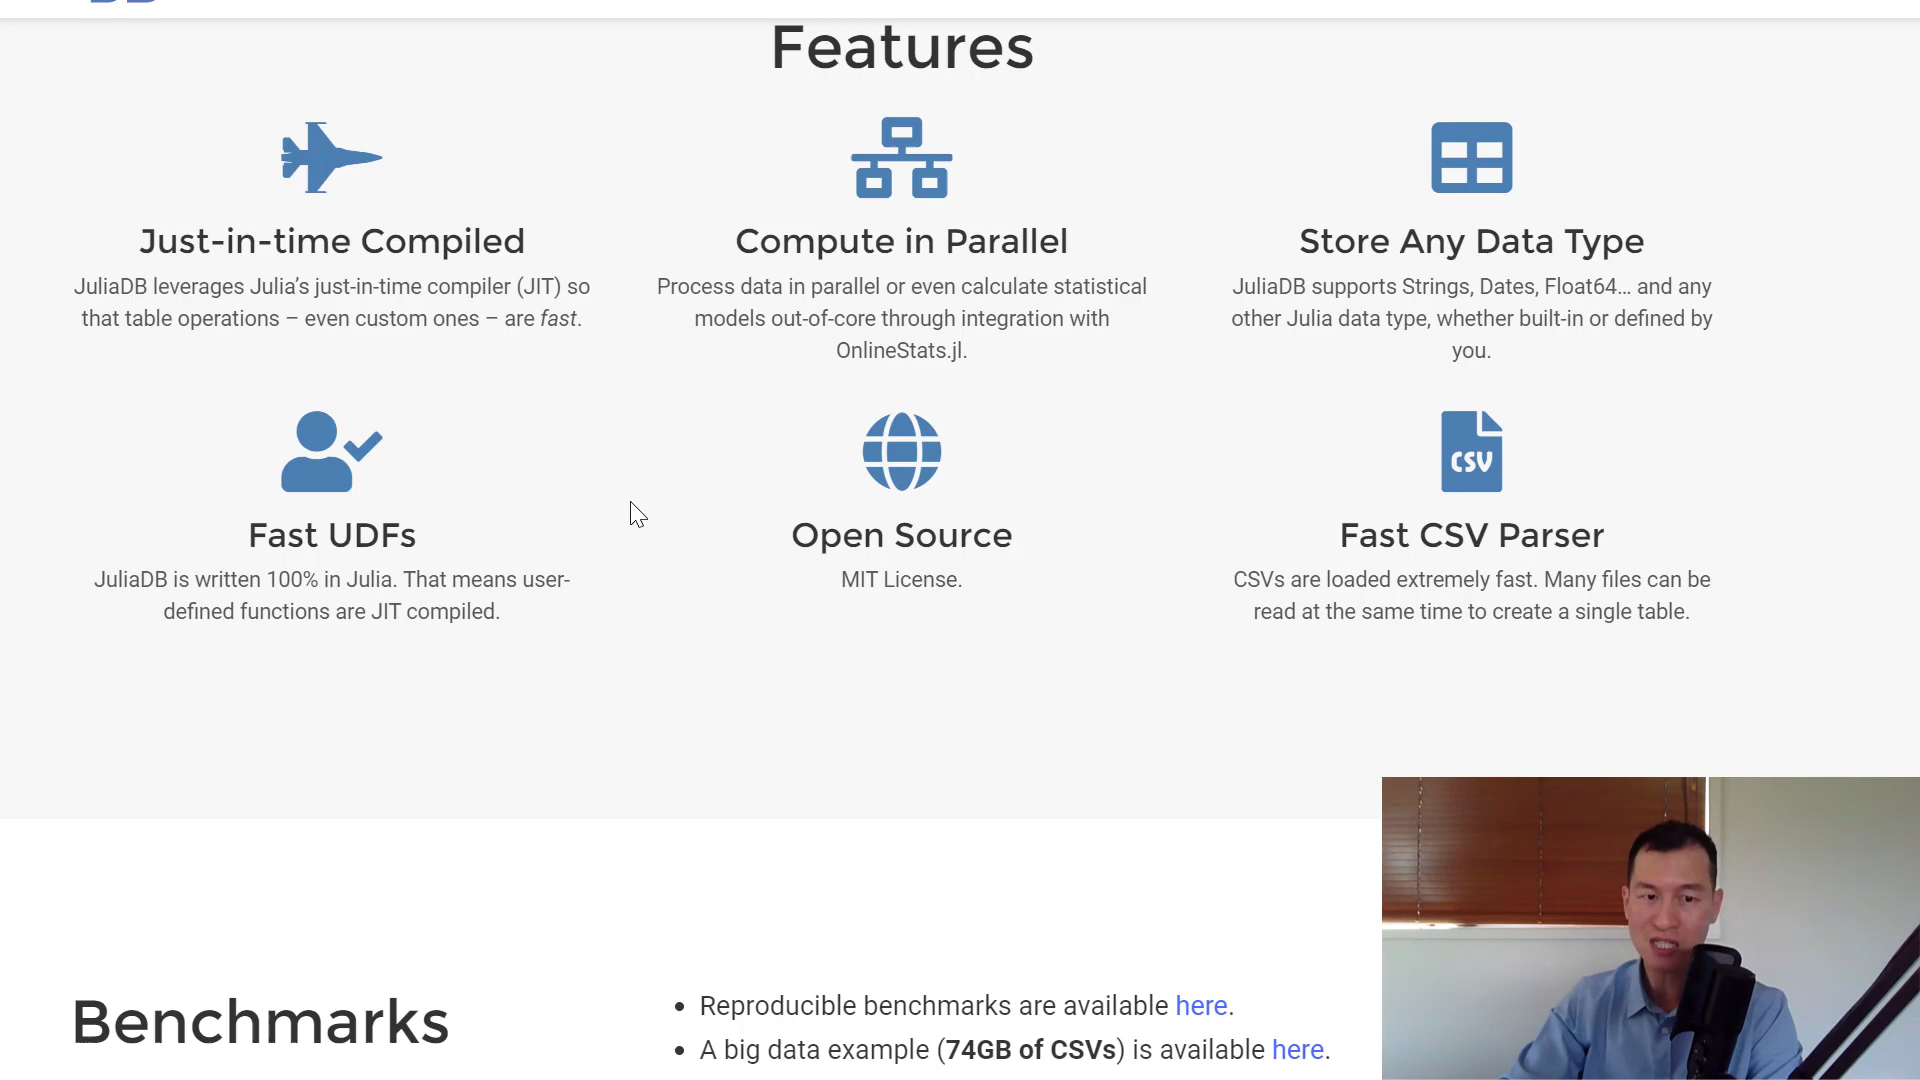 Features
Just-in-time Compiled
JuliaDB leverages Julia’s just-in-time compiler (JIT) so
that table operations – even custom ones – are fast.
Compute in Parallel
Process data in parallel or even calculate statistical
models out-of-core through integration with
OnlineStats.jl.
Store Any Data Type
JuliaDB supports Strings, Dates, Float64... and any
other Julia data type, whether built-in or defined by
you.
Fast UDFs
JuliaDB is written 100% in Julia. That means user-
defined functions are JIT compiled.
Open Source
MIT License.
CSV
Fast CSV Parser
CSVs are loaded extremely fast. Many files can be
read at the same time to create a single table.
Benchmarks
• Reproducible benchmarks are available here.
• A big data example (74GB of CSVs) is available here.